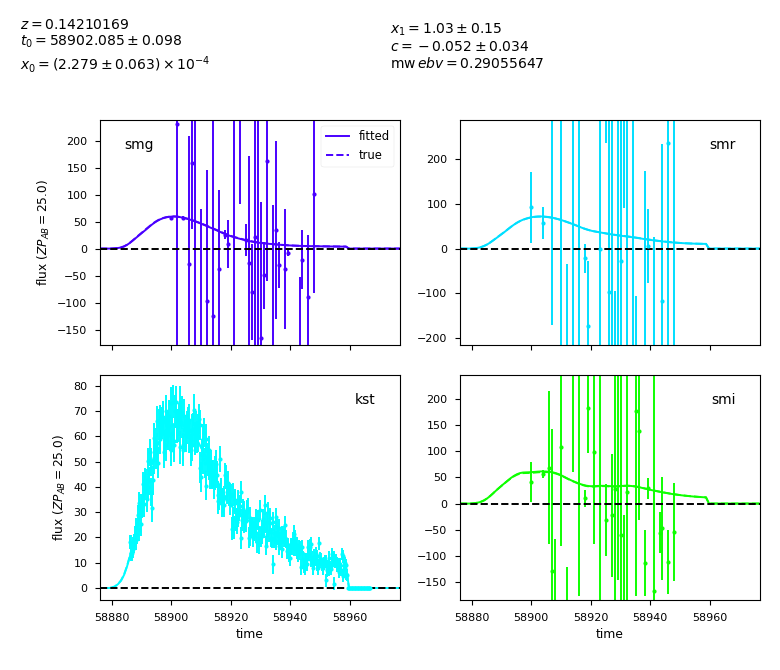 z = 0.14210169
t0 = 58902.085 ± 0.098
x0 = (2.279 ± 0.063) × 10^−4
x1 = 1.03 ± 0.15
c = −0.052 ± 0.034
mw ebv = 0.29055647
smg
fitted
true
200
150
100
50
0
−50
−100
−150
flux (ZP_AB = 25.0)
smr
200
100
0
−100
−200
kst
80
70
60
50
40
30
20
10
0
flux (ZP_AB = 25.0)
58880 58900 58920 58940 58960
time
smi
200
150
100
50
0
−50
−100
−150
58880 58900 58920 58940 58960
time